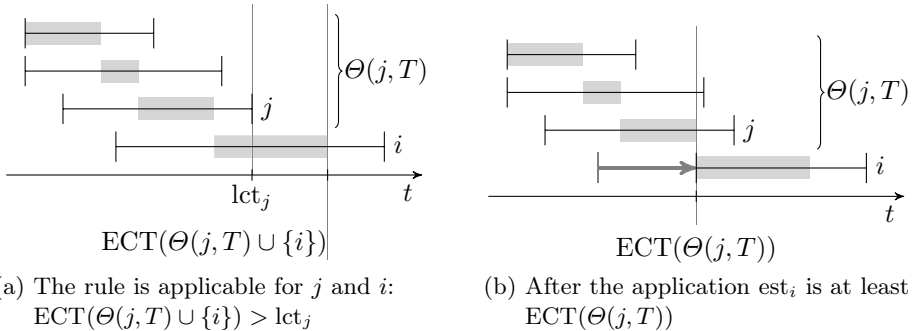 Θ(j, T)
j
i
lct_j
t
ECT(Θ(j, T) ∪ {i})
a) The rule is applicable for j and i:
ECT(Θ(j, T) ∪ {i}) > lct_j
Θ(j, T)
j
i
t
ECT(Θ(j, T))
(b) After the application est_i is at least
ECT(Θ(j, T))